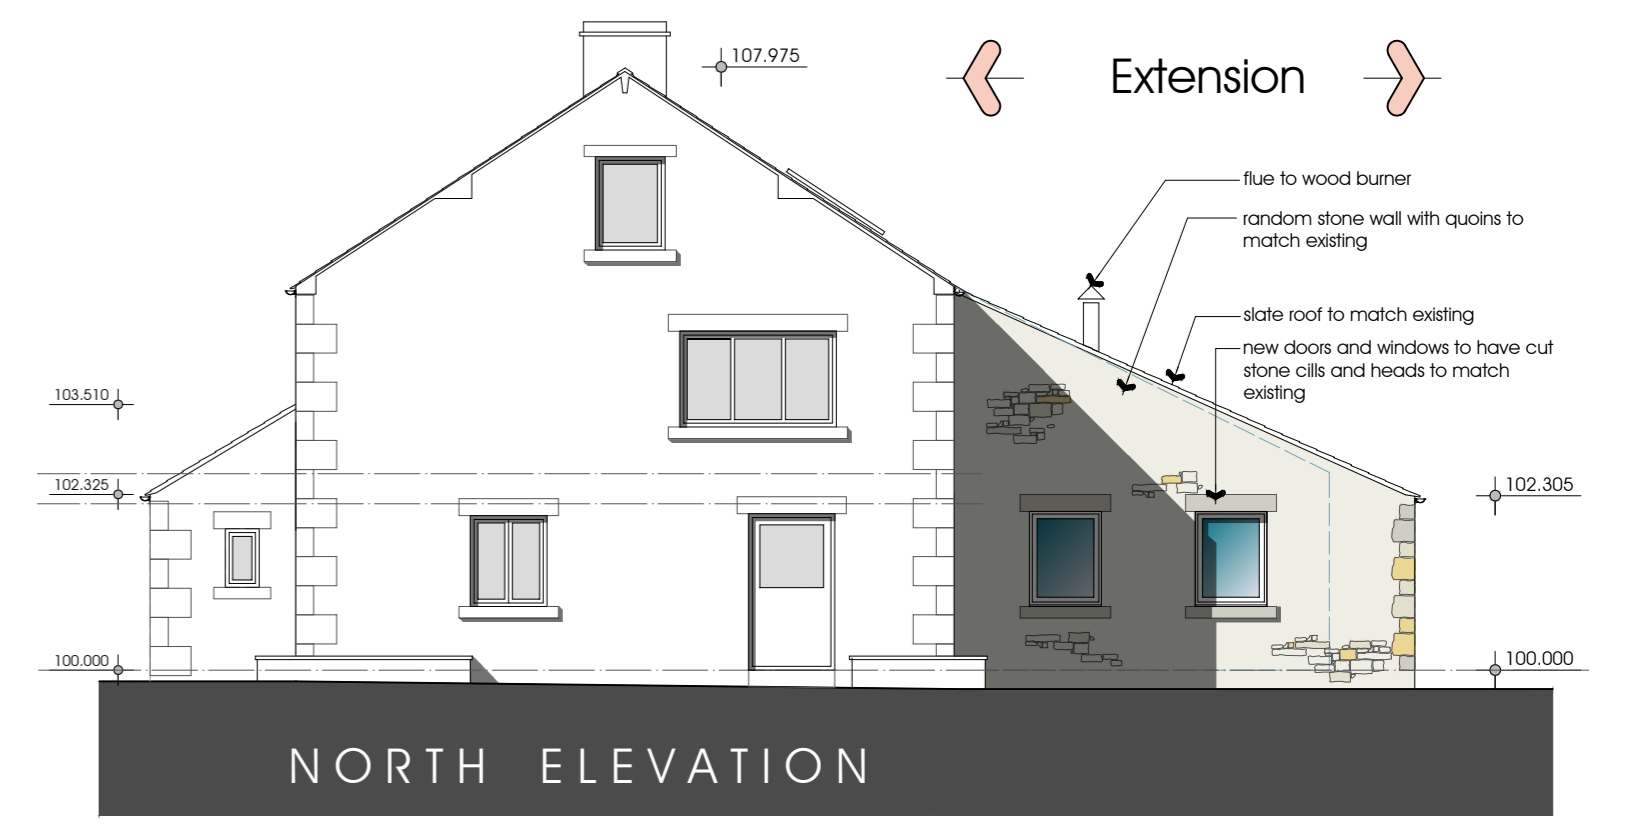 107.975
Extension
flue to wood burner
random stone wall with quoins to
match existing
slate roof to match existing
new doors and windows to have cut
stone cills and heads to match
existing
103.510
102.325
102.305
100.000
100.000
NORTH ELEVATION